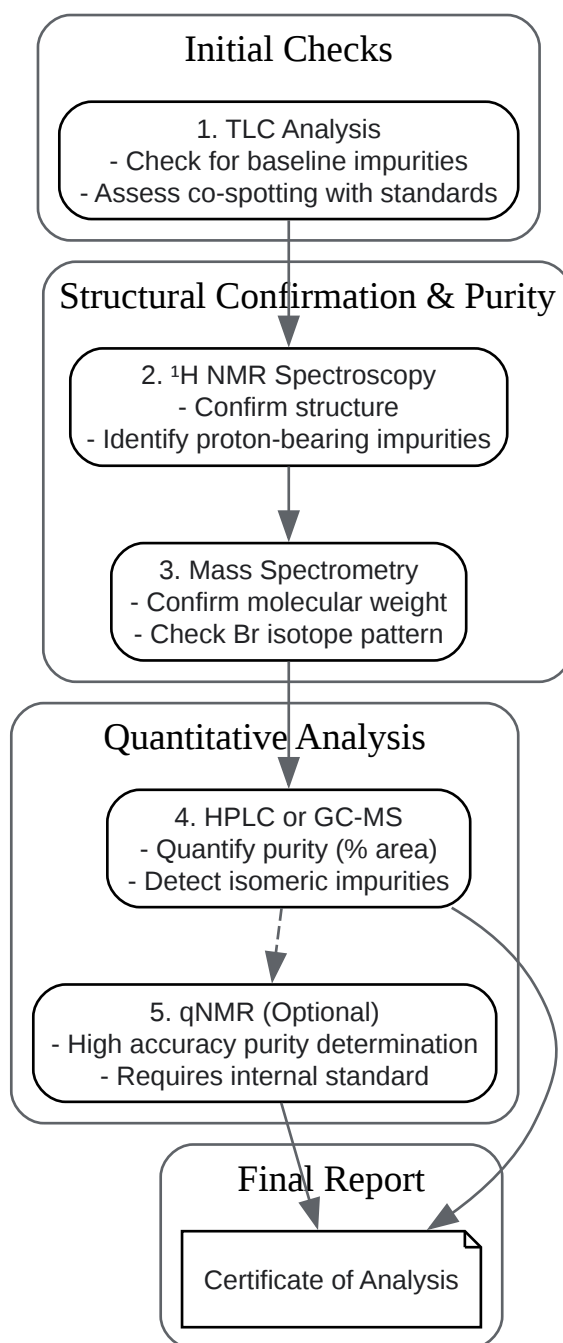 Initial Checks
1. TLC Analysis
- Check for baseline impurities
- Assess co-spotting with standards
Structural Confirmation & Purity
2. ¹H NMR Spectroscopy
- Confirm structure
- Identify proton-bearing impurities
3. Mass Spectrometry
- Confirm molecular weight
- Check Br isotope pattern
Quantitative Analysis
4. HPLC or GC-MS
- Quantify purity (% area)
- Detect isomeric impurities
5. qNMR (Optional)
- High accuracy purity determination
- Requires internal standard
Final Report
Certificate of Analysis